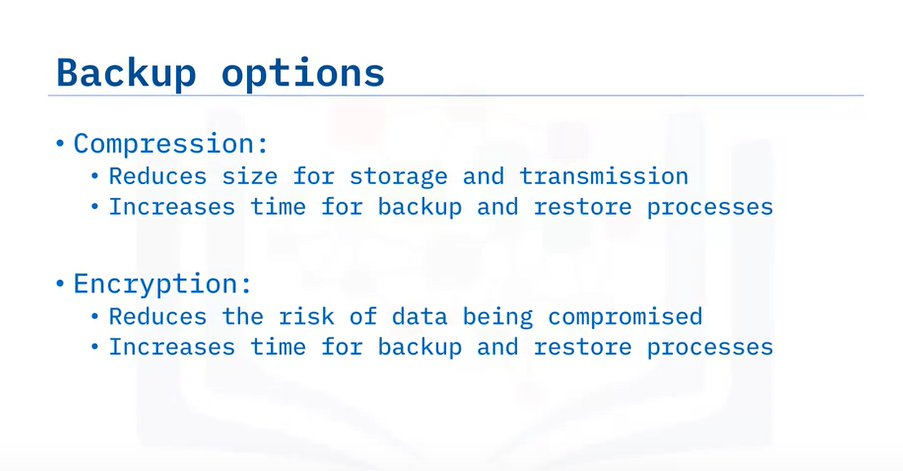 Backup options
• Compression:
• Reduces size for storage and transmission
• Increases time for backup and restore processes
• Encryption:
• Reduces the risk of data being compromised
• Increases time for backup and restore processes